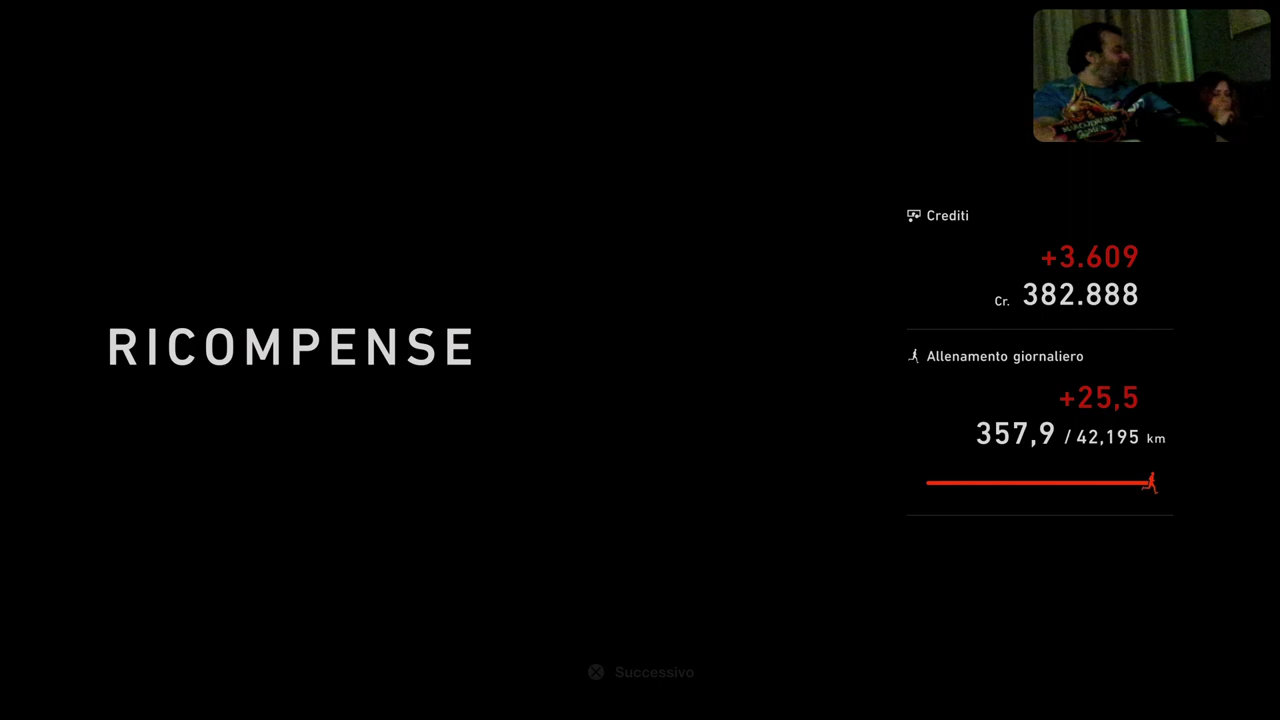 Crediti
+3.609
Cr. 382.888
RICOMPENSE
Allenamento giornaliero
+25,5
357,9 / 42,195 km
Successivo